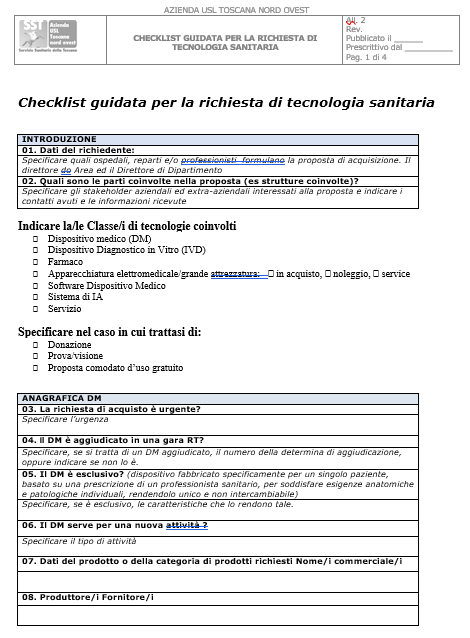 AZIENDA USL TOSCANA NORD OVEST
SST
Azienda
USL
Toscana
nord ovest
Servizio Sanitario della Toscana
CHECKLIST GUIDATA PER LA RICHIESTA DI
TECNOLOGIA SANITARIA
All. 2
Rev.
Pubblicato il ______
Prescrittivo dal __________
Pag. 1 di 4
Checklist guidata per la richiesta di tecnologia sanitaria
INTRODUZIONE
01. Dati del richiedente:
Specificare quali ospedali, reparti e/o professionisti formulano la proposta di acquisizione. Il
direttore do Area ed il Direttore di Dipartimento
02. Quali sono le parti coinvolte nella proposta (es strutture coinvolte)?
Specificare gli stakeholder aziendali ed extra-aziendali interessati alla proposta e indicare i
contatti avuti e le informazioni ricevute
Indicare la/le Classe/i di tecnologie coinvolti
☐ Dispositivo medico (DM)
☐ Dispositivo Diagnostico in Vitro (IVD)
☐ Farmaco
☐ Apparecchiatura elettromedicale/grande attrezzatura: ☐ in acquisto, ☐ noleggio, ☐ service
☐ Software Dispositivo Medico
☐ Sistema di IA
☐ Servizio
Specificare nel caso in cui trattasi di:
☐ Donazione
☐ Prova/visione
☐ Proposta comodato d'uso gratuito
ANAGRAFICA DM
03. La richiesta di acquisto è urgente?
Specificare l'urgenza
04. il DM è aggiudicato in una gara RT?
Specificare, se si tratta di un DM aggiudicato, il numero della determina di aggiudicazione,
oppure indicare se non lo è.
05. Il DM è esclusivo? (dispositivo fabbricato specificamente per un singolo paziente,
basato su una prescrizione di un professionista sanitario, per soddisfare esigenze anatomiche
e patologiche individuali, rendendolo unico e non intercambiabile)
Specificare, se è esclusivo, le caratteristiche che lo rendono tale.
06. Il DM serve per una nuova attività ?
Specificare il tipo di attività
07. Dati del prodotto o della categoria di prodotti richiesti Nome/i commerciale/i
08. Produttore/i Fornitore/i